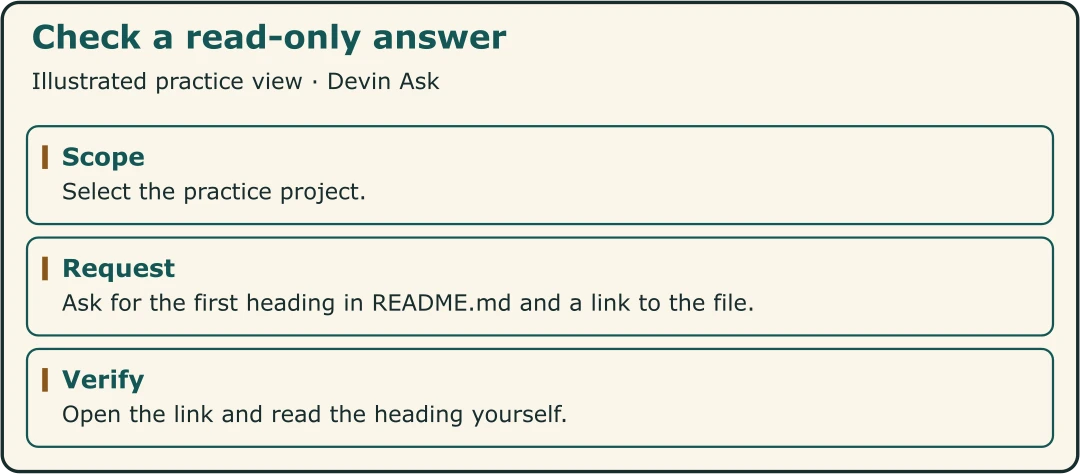 Check a read-only answer
Illustrated practice view · Devin Ask
Scope
Select the practice project.
Request
Ask for the first heading in README.md and a link to the file.
Verify
Open the link and read the heading yourself.